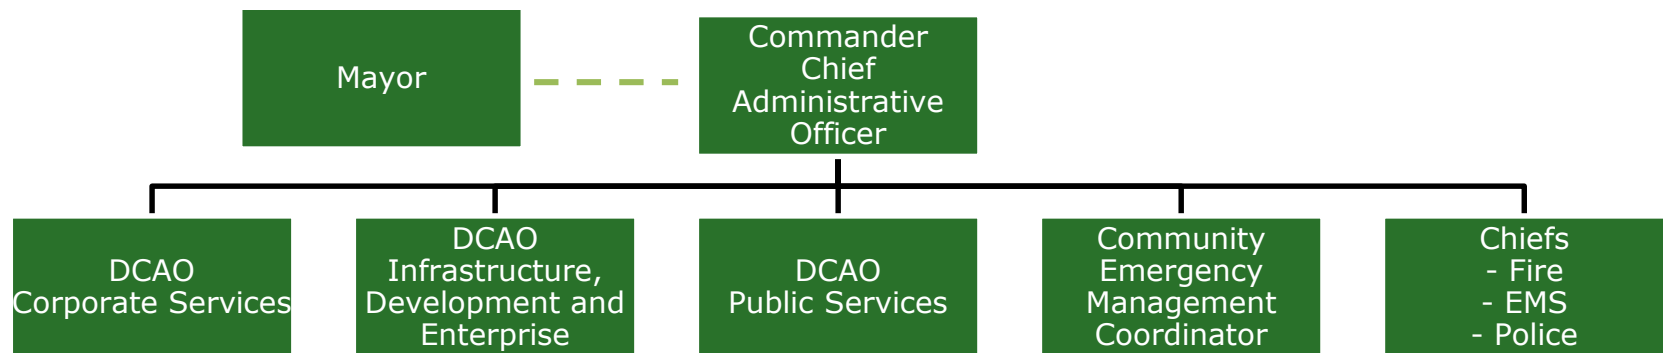 Mayor
Commander
Chief
Administrative
Officer
DCAO
Corporate Services
DCAO
Infrastructure,
Development and
Enterprise
DCAO
Public Services
Community
Emergency
Management
Coordinator
Chiefs
- Fire
- EMS
- Police